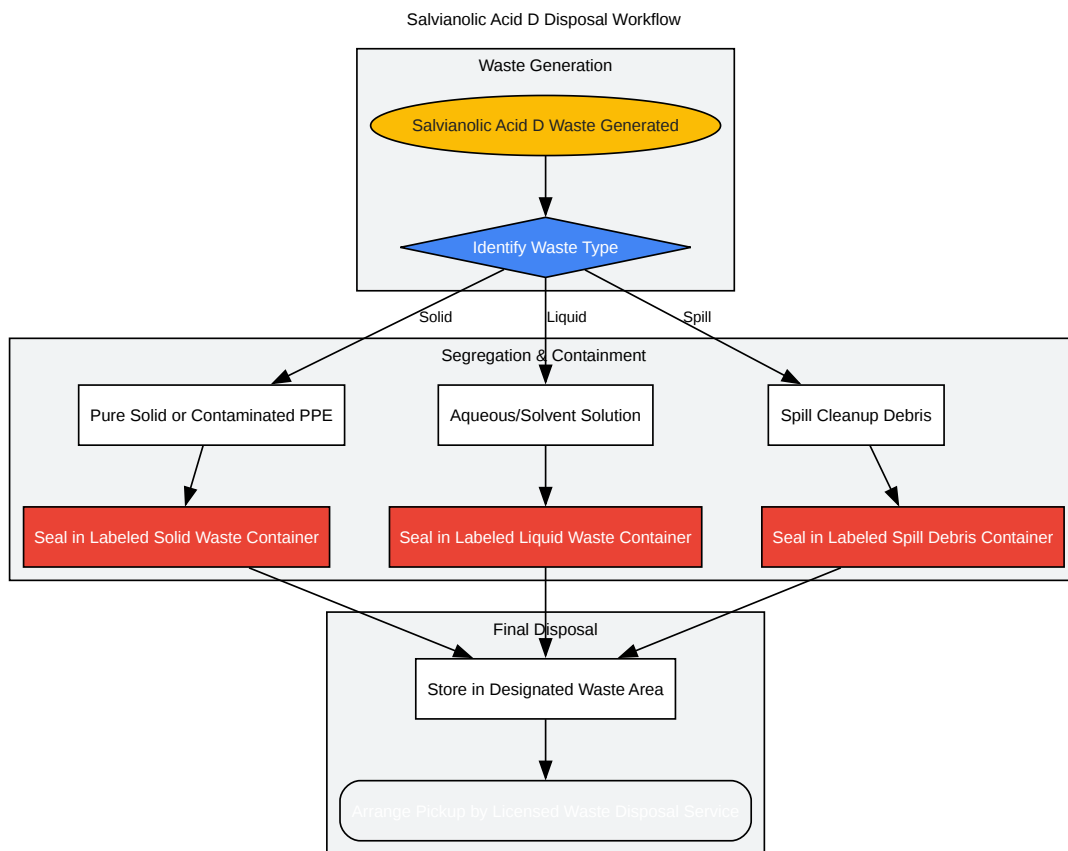 Salvianolic Acid D Disposal Workflow
Waste Generation
Salvianolic Acid D Waste Generated
Identify Waste Type
Solid
Liquid
Spill
Segregation & Containment
Pure Solid or Contaminated PPE
Aqueous/Solvent Solution
Spill Cleanup Debris
Seal in Labeled Solid Waste Container
Seal in Labeled Liquid Waste Container
Seal in Labeled Spill Debris Container
Final Disposal
Store in Designated Waste Area
Arrange Pickup by Licensed Waste Disposal Service